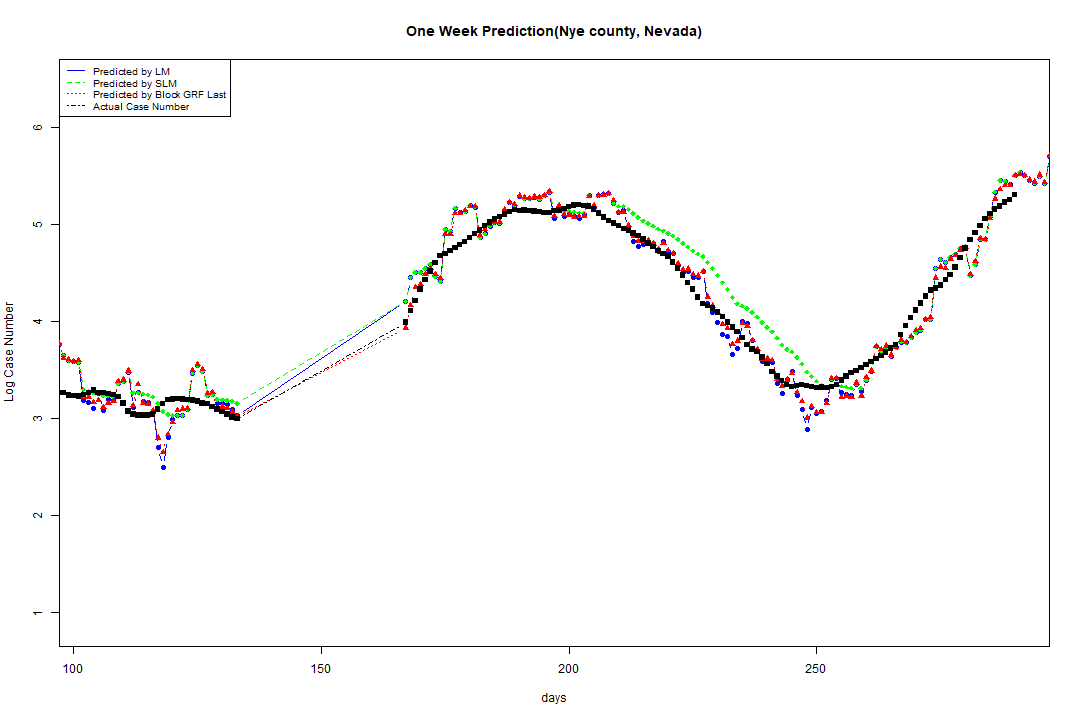 One Week Prediction(Nye county, Nevada)
Predicted by LM
Predicted by SLM
Predicted by Block GRF Last
Actual Case Number
Log Case Number
6
5
4
3
2
1
100 150 200 250
days